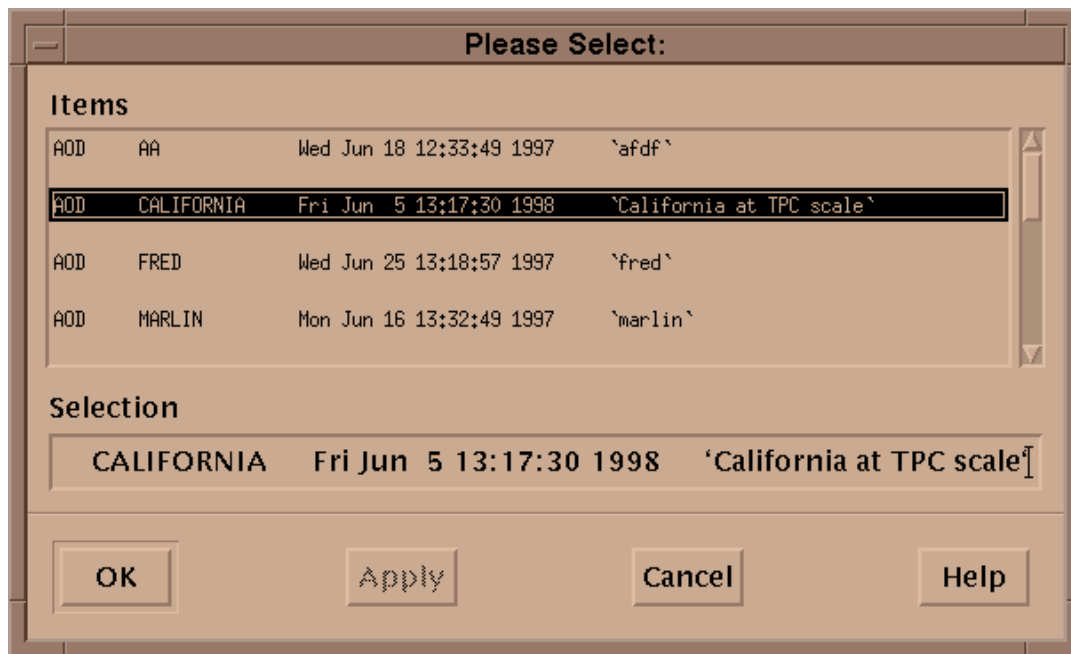 Please Select:
Items
AOD AA Wed Jun 18 12:33:49 1997 `afdf`
AOD CALIFORNIA Fri Jun 5 13:17:30 1998 `California at TPC scale`
AOD FRED Wed Jun 25 13:18:57 1997 `fred`
AOD MARLIN Mon Jun 16 13:32:49 1997 `marlin`
Selection
CALIFORNIA Fri Jun 5 13:17:30 1998 ‘California at TPC scale‘
OK Apply Cancel Help